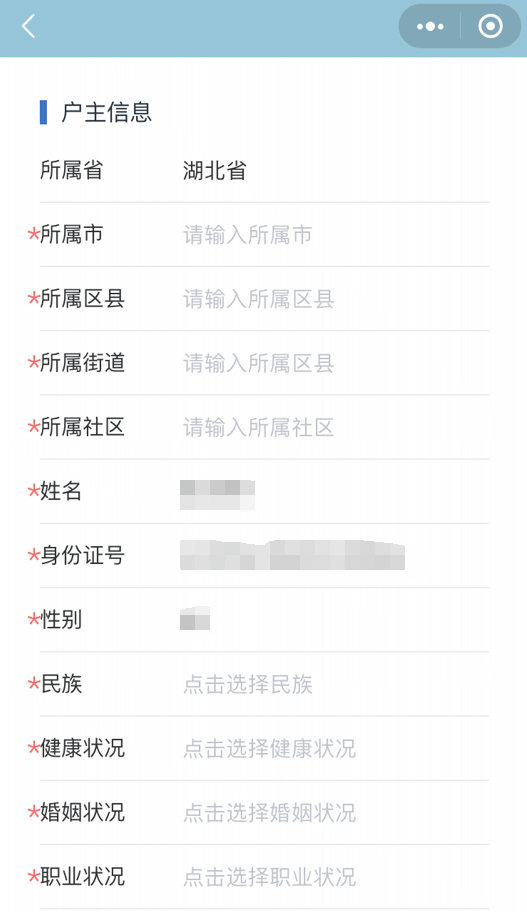 户主信息
所属省 湖北省
*所属市 请输入所属市
*所属区县 请输入所属区县
*所属街道 请输入所属区县
*所属社区 请输入所属社区
*姓名
*身份证号
*性别
*民族 点击选择民族
*健康状况 点击选择健康状况
*婚姻状况 点击选择婚姻状况
*职业状况 点击选择职业状况